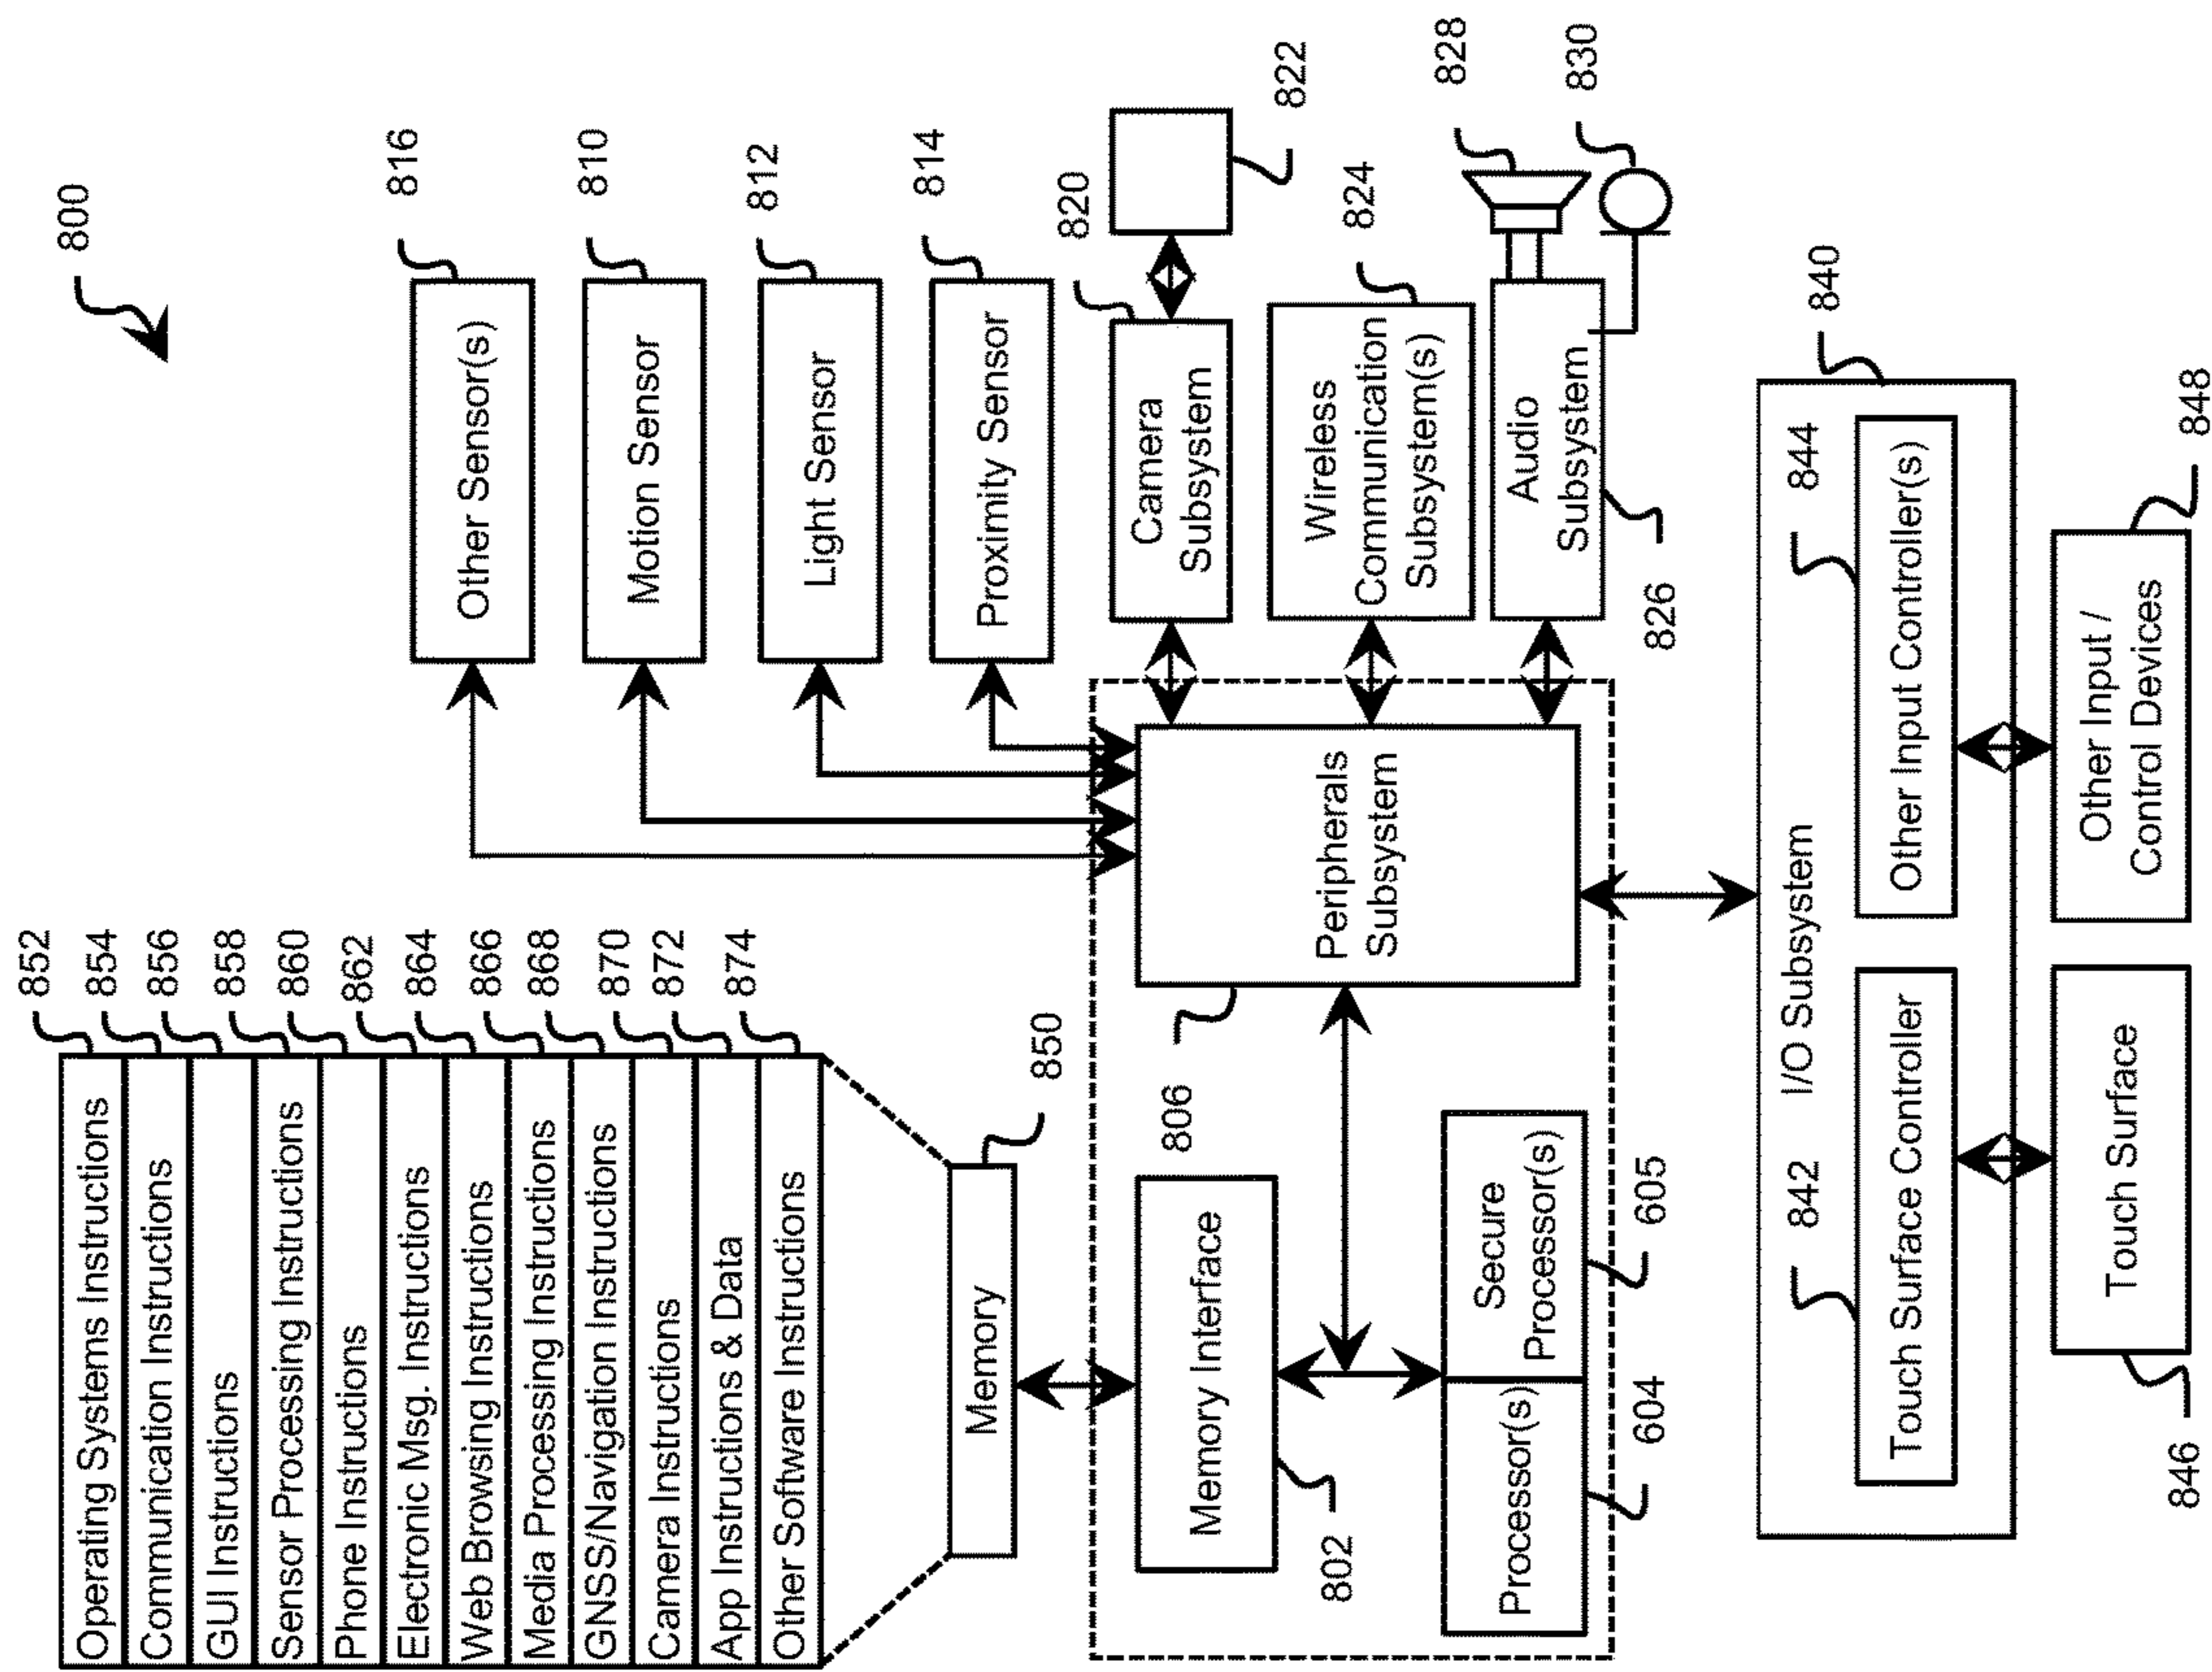 800
Operating Systems Instructions
852
Communication Instructions
854
GUI Instructions
856
Sensor Processing Instructions
858
Phone Instructions
860
Electronic Msg. Instructions
862
Web Browsing Instructions
864
Media Processing Instructions
866
GNSS/Navigation Instructions
868
Camera Instructions
870
App Instructions & Data
872
Other Software Instructions
874
Memory
850
Other Sensor(s)
816
Motion Sensor
810
Light Sensor
812
Proximity Sensor
814
Camera
Subsystem
820
822
Wireless
Communication
Subsystem(s)
824
Audio
Subsystem
826
828
830
Memory Interface
802
Peripherals
Subsystem
806
Processor(s)
604
Secure
Processor(s)
605
I/O Subsystem
840
Touch Surface Controller
842
Other Input Controller(s)
844
Touch Surface
846
Other Input /
Control Devices
848